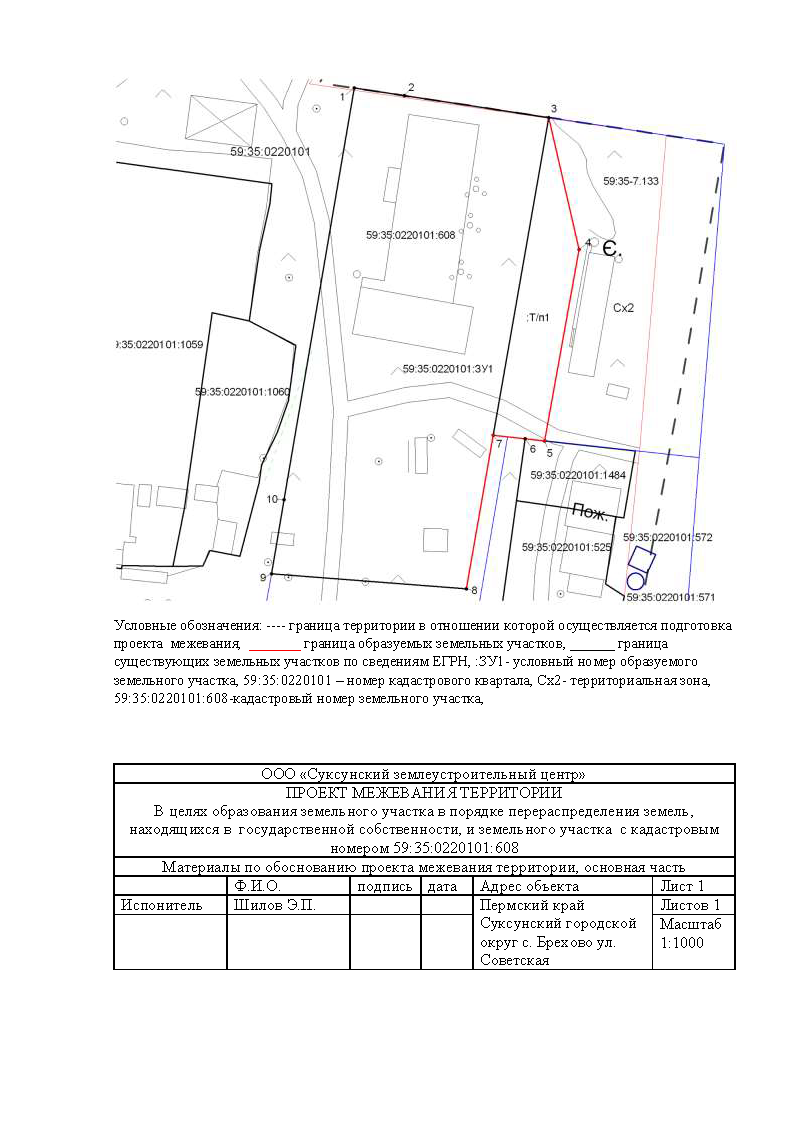 1
2
3
59:35:0220101
59:35-7.133
59:35:0220101:608
4
Є.
Сх2
:Т/п1
:35:0220101:1059
59:35:0220101:ЗУ1
59:35:0220101:1060
7
6
5
59:35:0220101:1484
10
Пож.
59:35:0220101:572
59:35:0220101:525
9
8
59:35:0220101:571
Условные обозначения: ---- граница территории в отношении которой осуществляется подготовка
проекта межевания, _______ граница образуемых земельных участков, ______ граница
существующих земельных участков по сведениям ЕГРН, :ЗУ1- условный номер образуемого
земельного участка, 59:35:0220101 – номер кадастрового квартала, Сх2- территориальная зона,
59:35:0220101:608-кадастровый номер земельного участка,
ООО «Суксунский землеустроительный центр»
ПРОЕКТ МЕЖЕВАНИЯ ТЕРРИТОРИИ
В целях образования земельного участка в порядке перераспределения земель,
находящихся в государственной собственности, и земельного участка с кадастровым
номером 59:35:0220101:608
Материалы по обоснованию проекта межевания территории, основная часть
Ф.И.О. подпись дата Адрес объекта Лист 1
Испонитель Шилов Э.П. Пермский край Листов 1
Суксунский городской Масштаб
округ с. Брехово ул. 1:1000
Советская